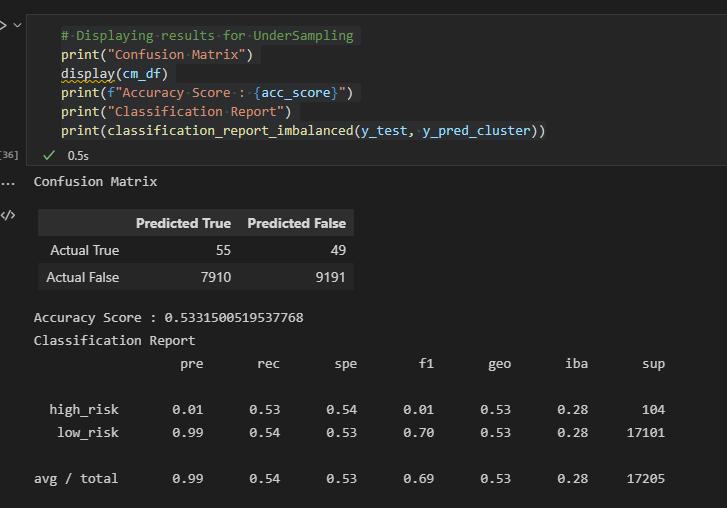 # Displaying results for UnderSampling
print("Confusion Matrix")
display(cm_df)
print(f"Accuracy Score : {acc_score}")
print("Classification Report")
print(classification_report_imbalanced(y_test, y_pred_cluster))
[36] ✓ 0.5s
... Confusion Matrix
</>
Predicted True Predicted False
Actual True 55 49
Actual False 7910 9191
Accuracy Score : 0.5331500519537768
Classification Report
pre rec spe f1 geo iba sup
high_risk 0.01 0.53 0.54 0.01 0.53 0.28 104
low_risk 0.99 0.54 0.53 0.70 0.53 0.28 17101
avg / total 0.99 0.54 0.53 0.69 0.53 0.28 17205